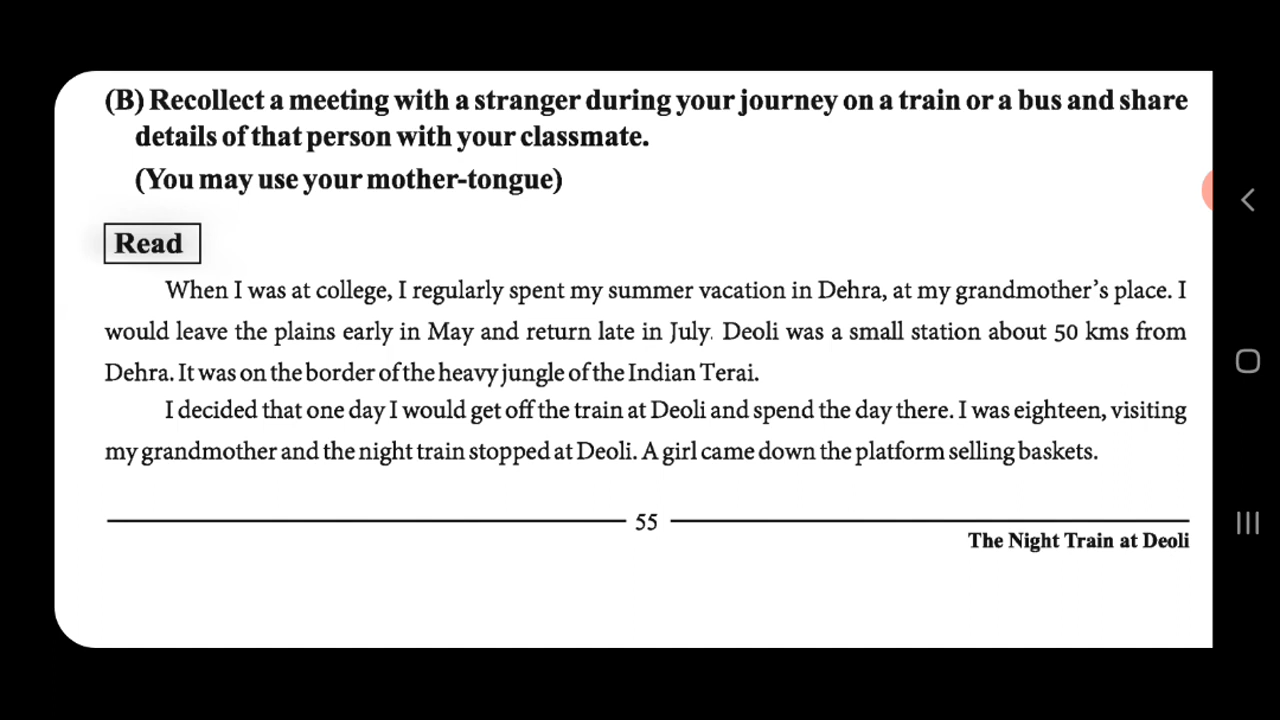 (B) Recollect a meeting with a stranger during your journey on a train or a bus and share
details of that person with your classmate.
(You may use your mother-tongue)
Read
When I was at college, I regularly spent my summer vacation in Dehra, at my grandmother's place. I
would leave the plains early in May and return late in July. Deoli was a small station about 50 kms from
Dehra. It was on the border of the heavy jungle of the Indian Terai.
I decided that one day I would get off the train at Deoli and spend the day there. I was eighteen, visiting
my grandmother and the night train stopped at Deoli. A girl came down the platform selling baskets.
55
The Night Train at Deoli